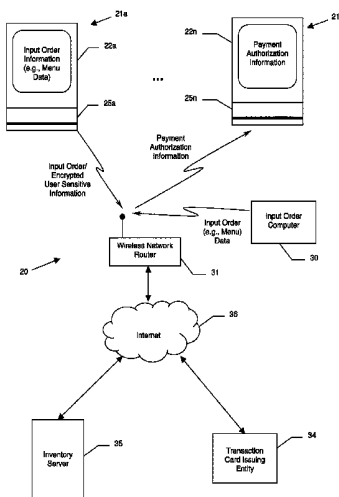 21a
Input Order
Information
(e.g., Menu
Data)
22a
25a
...
22n
Payment
Authorization
Information
21
25n
Payment
Authorization
Information
Input Order/
Encrypted
User Sensitive
Information
Input Order
(e.g., Menu)
Data
Input Order
Computer
30
Wireless Network
Router
31
20
Internet
36
Inventory
Server
35
Transaction
Card Issuing
Entity
34